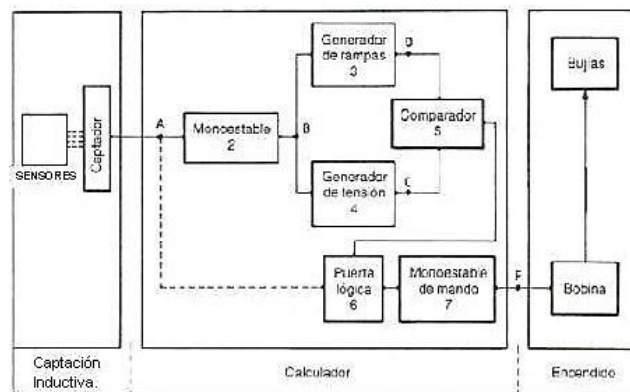 SENSORES
Captador
A
Monoestable
2
B
Generador
de rampas
3
D
Generador
de tensión
4
C
Comparador
5
Puerta
lógica
6
Monoestable
de mando
7
F
Bujías
Bobina
Captación
Inductiva.
Calculador
Encendido